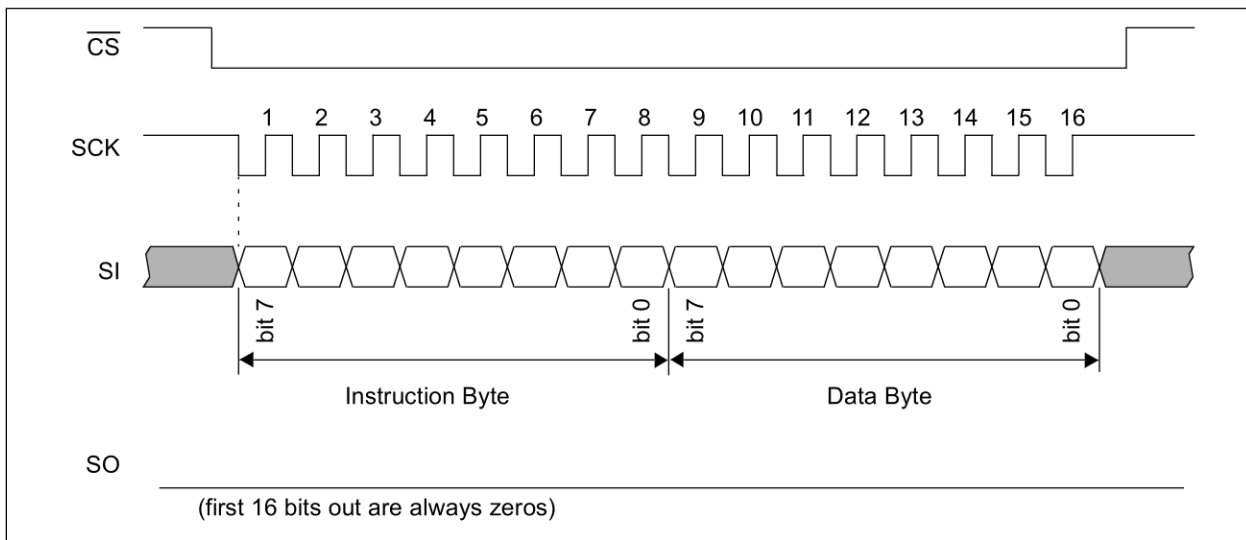 CS
1 2 3 4 5 6 7 8 9 10 11 12 13 14 15 16
SCK
SI
bit 7 bit 0 bit 7 bit 0
Instruction Byte Data Byte
SO
(first 16 bits out are always zeros)